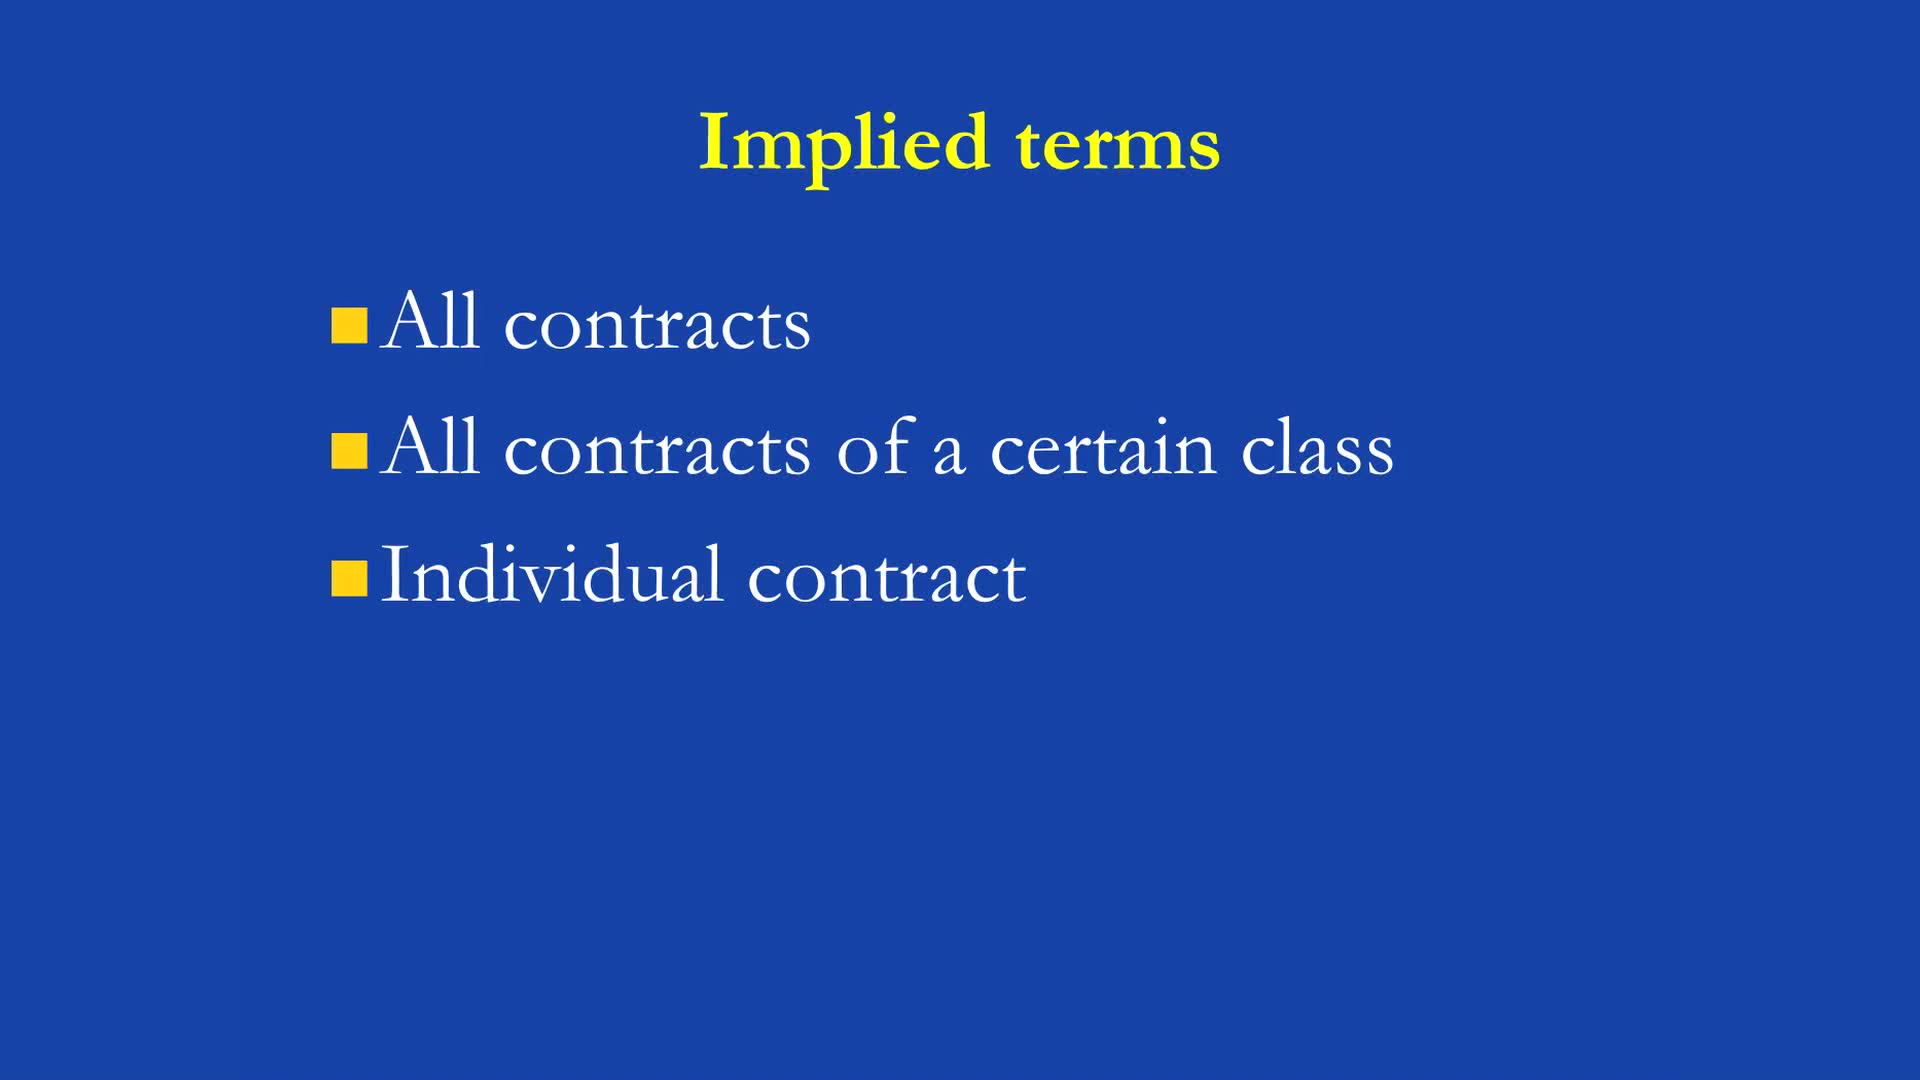 Implied terms
All contracts
All contracts of a certain class
Individual contract